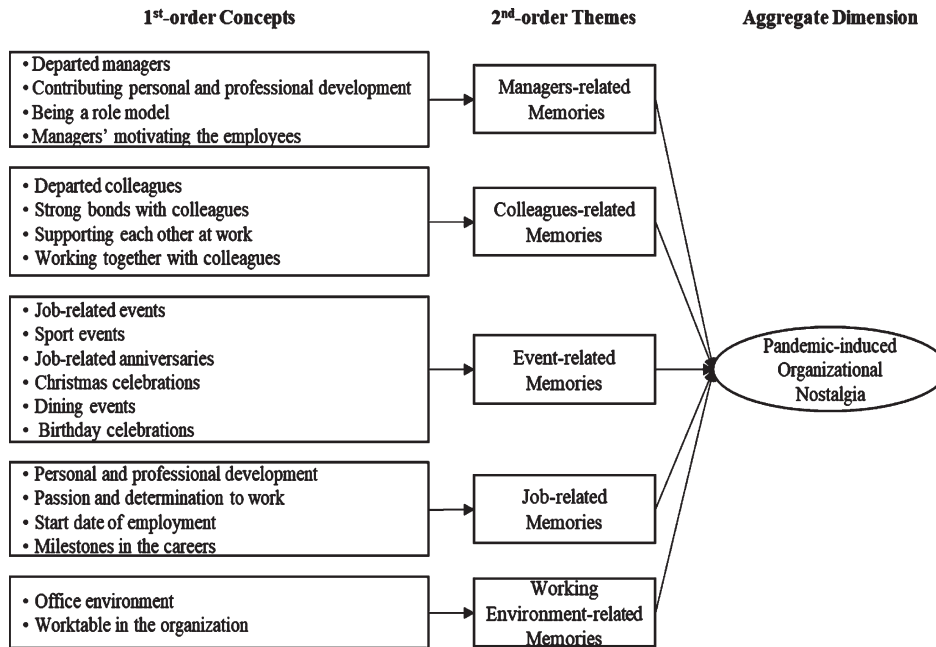 1st-order Concepts
2nd-order Themes
Aggregate Dimension
• Departed managers
• Contributing personal and professional development
• Being a role model
• Managers’ motivating the employees
Managers-related
Memories
• Departed colleagues
• Strong bonds with colleagues
• Supporting each other at work
• Working together with colleagues
Colleagues-related
Memories
• Job-related events
• Sport events
• Job-related anniversaries
• Christmas celebrations
• Dining events
• Birthday celebrations
Event-related
Memories
Pandemic-induced
Organizational
Nostalgia
• Personal and professional development
• Passion and determination to work
• Start date of employment
• Milestones in the careers
Job-related
Memories
• Office environment
• Worktable in the organization
Working
Environment-related
Memories